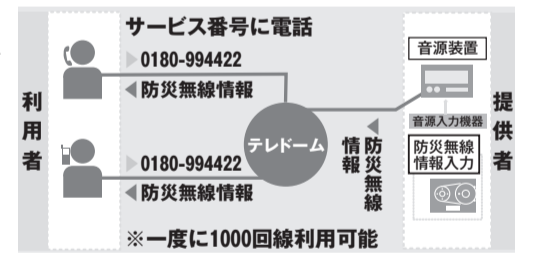 サービス番号に電話
▶0180-994422
◀防災無線情報
利用者
テレドーム
▶0180-994422
◀防災無線情報
※一度に1000回線利用可能
◀防災無線
情報
音源装置
音源入力機器
防災無線
情報入力
提供者